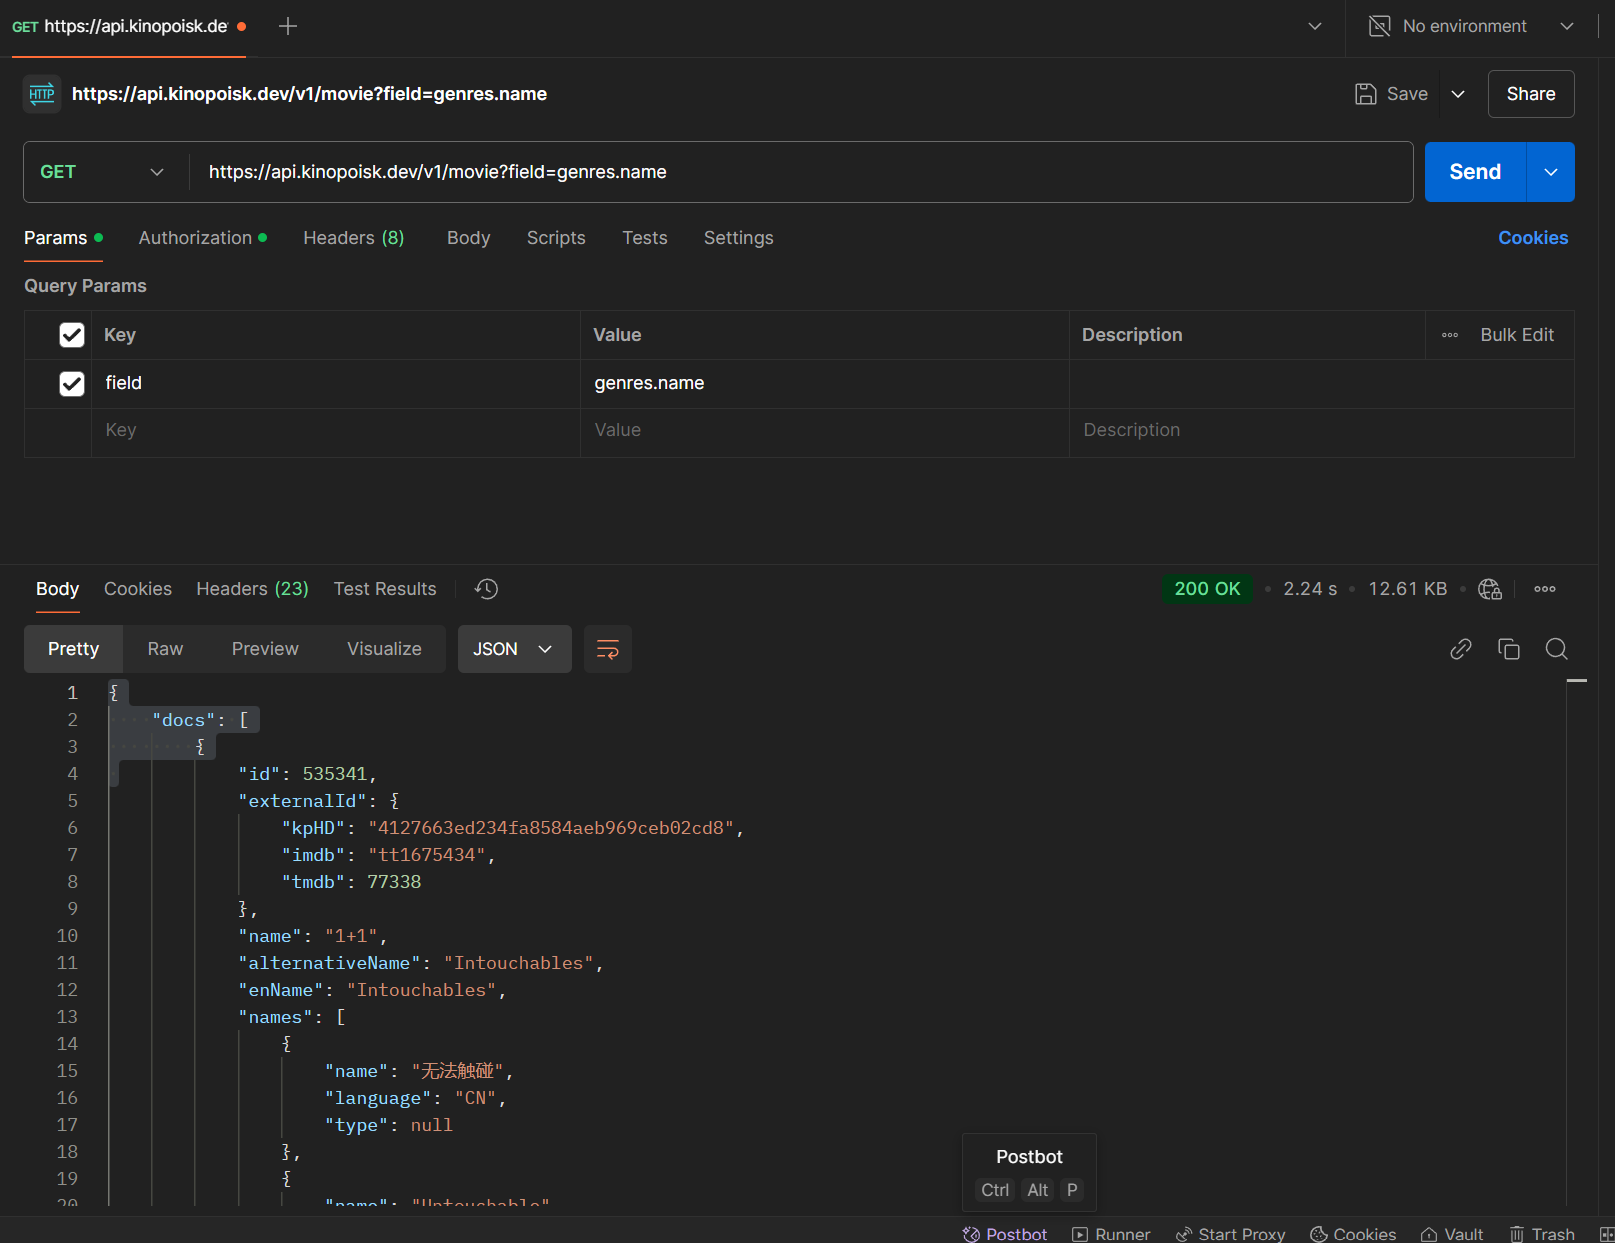 GET https://api.kinopoisk.de
No environment
HTTP https://api.kinopoisk.dev/v1/movie?field=genres.name
Save
Share
GET https://api.kinopoisk.dev/v1/movie?field=genres.name
Send
Params Authorization Headers (8) Body Scripts Tests Settings Cookies
Query Params
Key Value Description Bulk Edit
field genres.name
Key Value Description
Body Cookies Headers (23) Test Results 200 OK • 2.24 s • 12.61 KB
Pretty Raw Preview Visualize JSON
1 {
2 "docs": [
3 {
4 "id": 535341,
5 "externalId": {
6 "kpHD": "4127663ed234fa8584aeb969ceb02cd8",
7 "imdb": "tt1675434",
8 "tmdb": 77338
9 },
10 "name": "1+1",
11 "alternativeName": "Intouchables",
12 "enName": "Intouchables",
13 "names": [
14 {
15 "name": "无法触碰",
16 "language": "CN",
17 "type": null
18 },
19 {
20 "name": "Untouchable"
Postbot
Ctrl Alt P
Postbot Runner Start Proxy Cookies Vault Trash